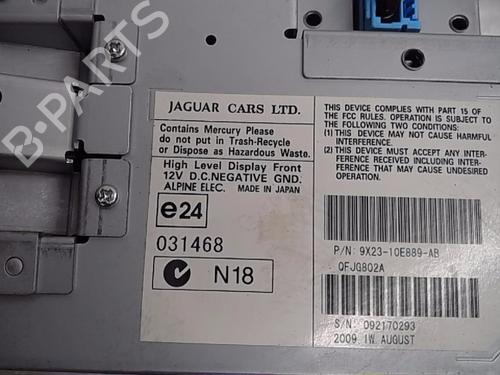 B-PARTS
JAGUAR CARS LTD.
Contains Mercury Please
do not put in Trash-Recycle
or Dispose as Hazardous Waste.
High Level Display Front
12V D.C.NEGATIVE GND.
ALPINE ELEC. MADE IN JAPAN
e24
031468
N18
THIS DEVICE COMPLIES WITH PART 15 OF
THE FCC RULES. OPERATION IS SUBJECT TO
THE FOLLOWING TWO CONDITIONS:
(1) THIS DEVICE MAY NOT CAUSE HARMFUL
INTERFERENCE.
(2) THIS DEVICE MUST ACCEPT ANY INTER-
FERENCE RECEIVED INCLUDING INTER-
FERENCE THAT MAY CAUSE UNDESIRED
OPERATION.
P/N: 9X23-10E889-AB
QFJG802A
S/N: 092170293
2009. 1W AUGUST